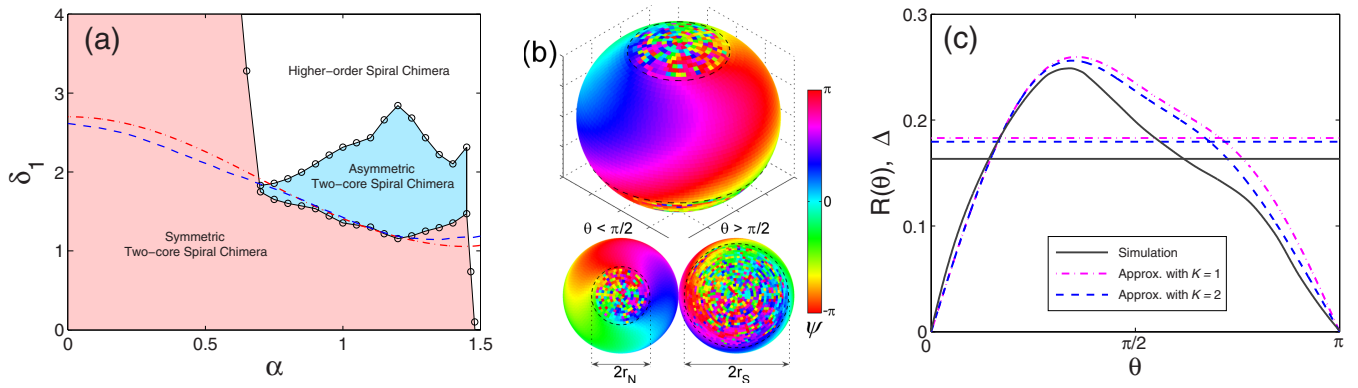 (a)
4
3
2
1
0
δ1
0
0.5
1
1.5
α
Higher-order Spiral Chimera
Asymmetric
Two-core Spiral Chimera
Symmetric
Two-core Spiral Chimera
(b)
θ < π/2
θ > π/2
2rN
2rS
π
0
-π
ψ
(c)
0.3
0.2
0.1
0
R(θ), Δ
Simulation
Approx. with K = 1
Approx. with K = 2
0
π/2
π
θ